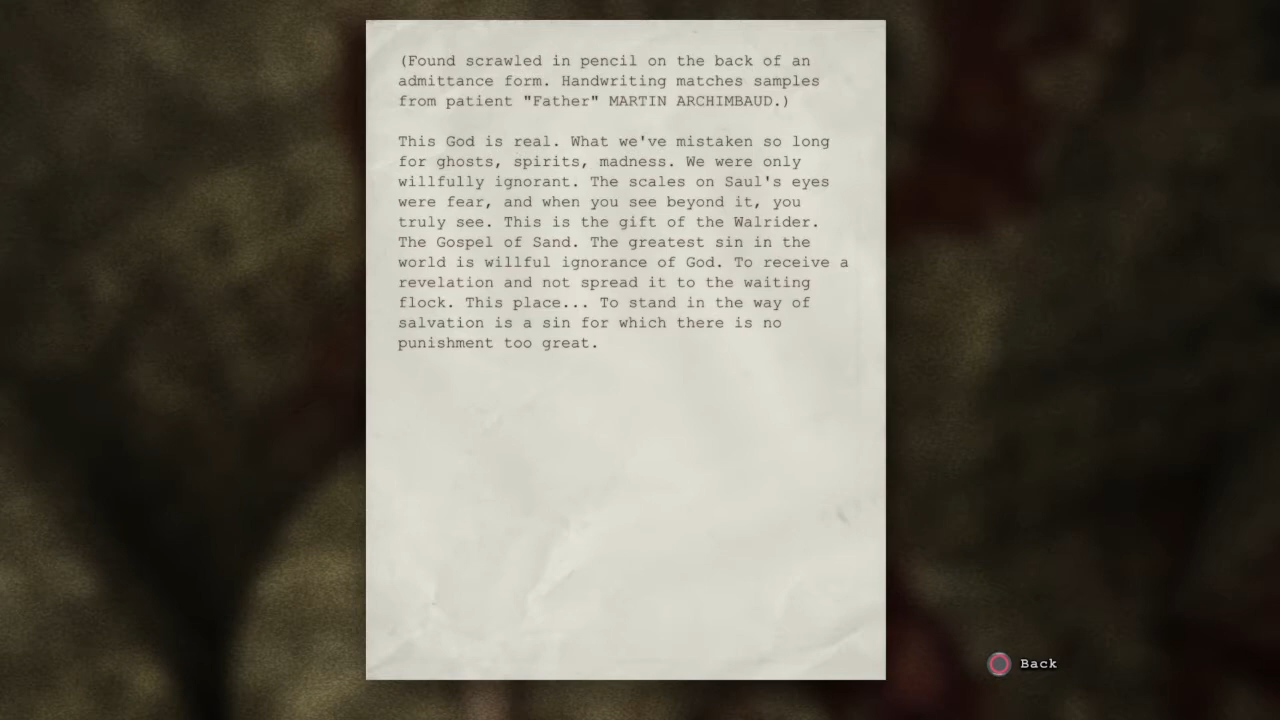 (Found scrawled in pencil on the back of an
admittance form. Handwriting matches samples
from patient "Father" MARTIN ARCHIMBAUD.)
This God is real. What we've mistaken so long
for ghosts, spirits, madness. We were only
willfully ignorant. The scales on Saul's eyes
were fear, and when you see beyond it, you
truly see. This is the gift of the Walrider.
The Gospel of Sand. The greatest sin in the
world is willful ignorance of God. To receive a
revelation and not spread it to the waiting
flock. This place... To stand in the way of
salvation is a sin for which there is no
punishment too great.
Back